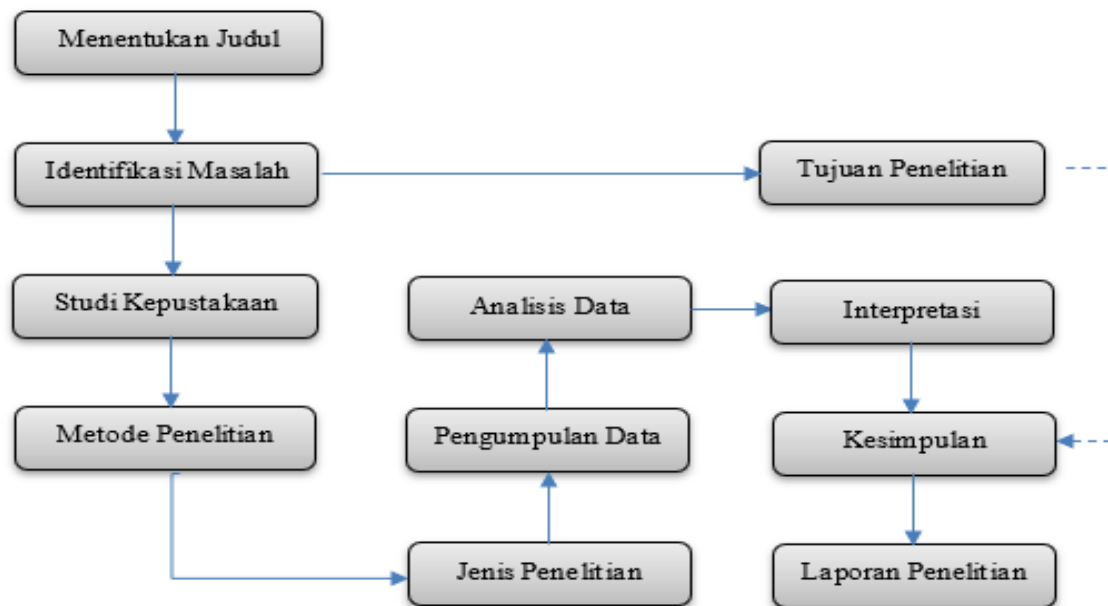 Menentukan Judul
Identifikasi Masalah
Tujuan Penelitian
Studi Kepustakaan
Analisis Data
Interpretasi
Metode Penelitian
Pengumpulan Data
Kesimpulan
Jenis Penelitian
Laporan Penelitian